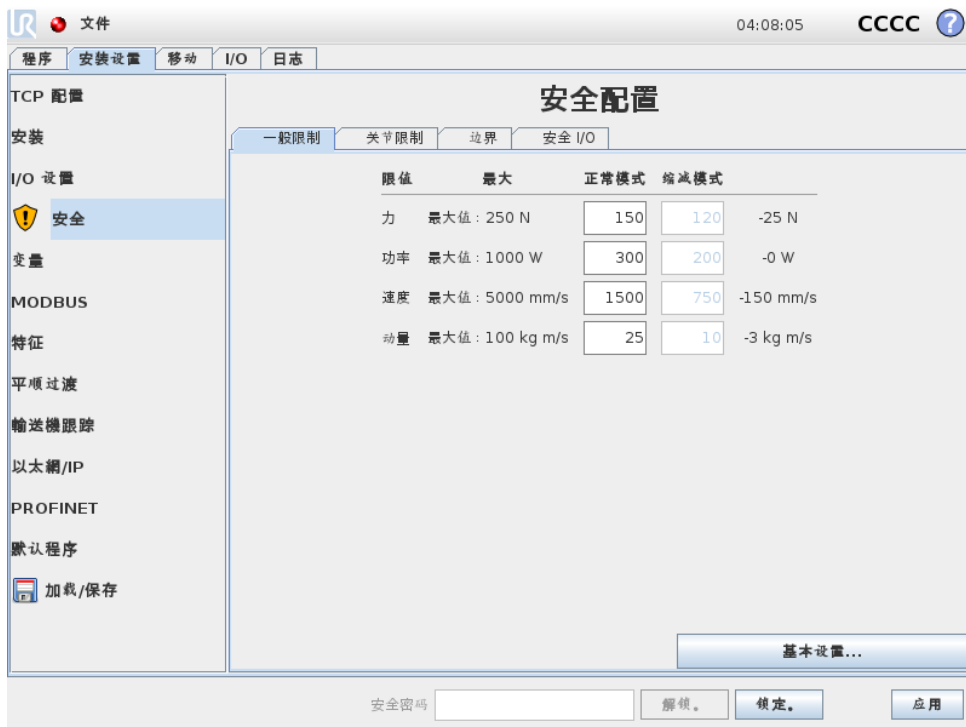 UR 文件 04:08:05 CCCC ?
程序 安装设置 移动 I/O 日志
TCP 配置
安装
I/O 设置
安全
变量
MODBUS
特征
平顺过渡
輸送機跟踪
以太網/IP
PROFINET
默认程序
加载/保存
安全配置
一般限制 关节限制 边界 安全 I/O
限值 最大 正常模式 缩减模式
力 最大值：250 N 150 120 -25 N
功率 最大值：1000 W 300 200 -0 W
速度 最大值：5000 mm/s 1500 750 -150 mm/s
动量 最大值：100 kg m/s 25 10 -3 kg m/s
基本设置...
安全密码 解锁。 锁定。 应用